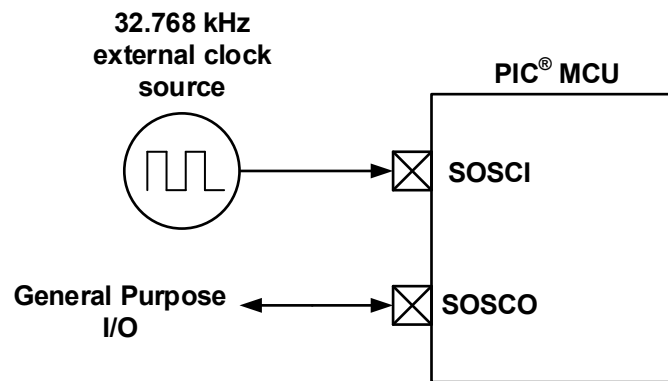 32.768 kHz
external clock
source
PIC® MCU
SOSCI
General Purpose
I/O
SOSCO